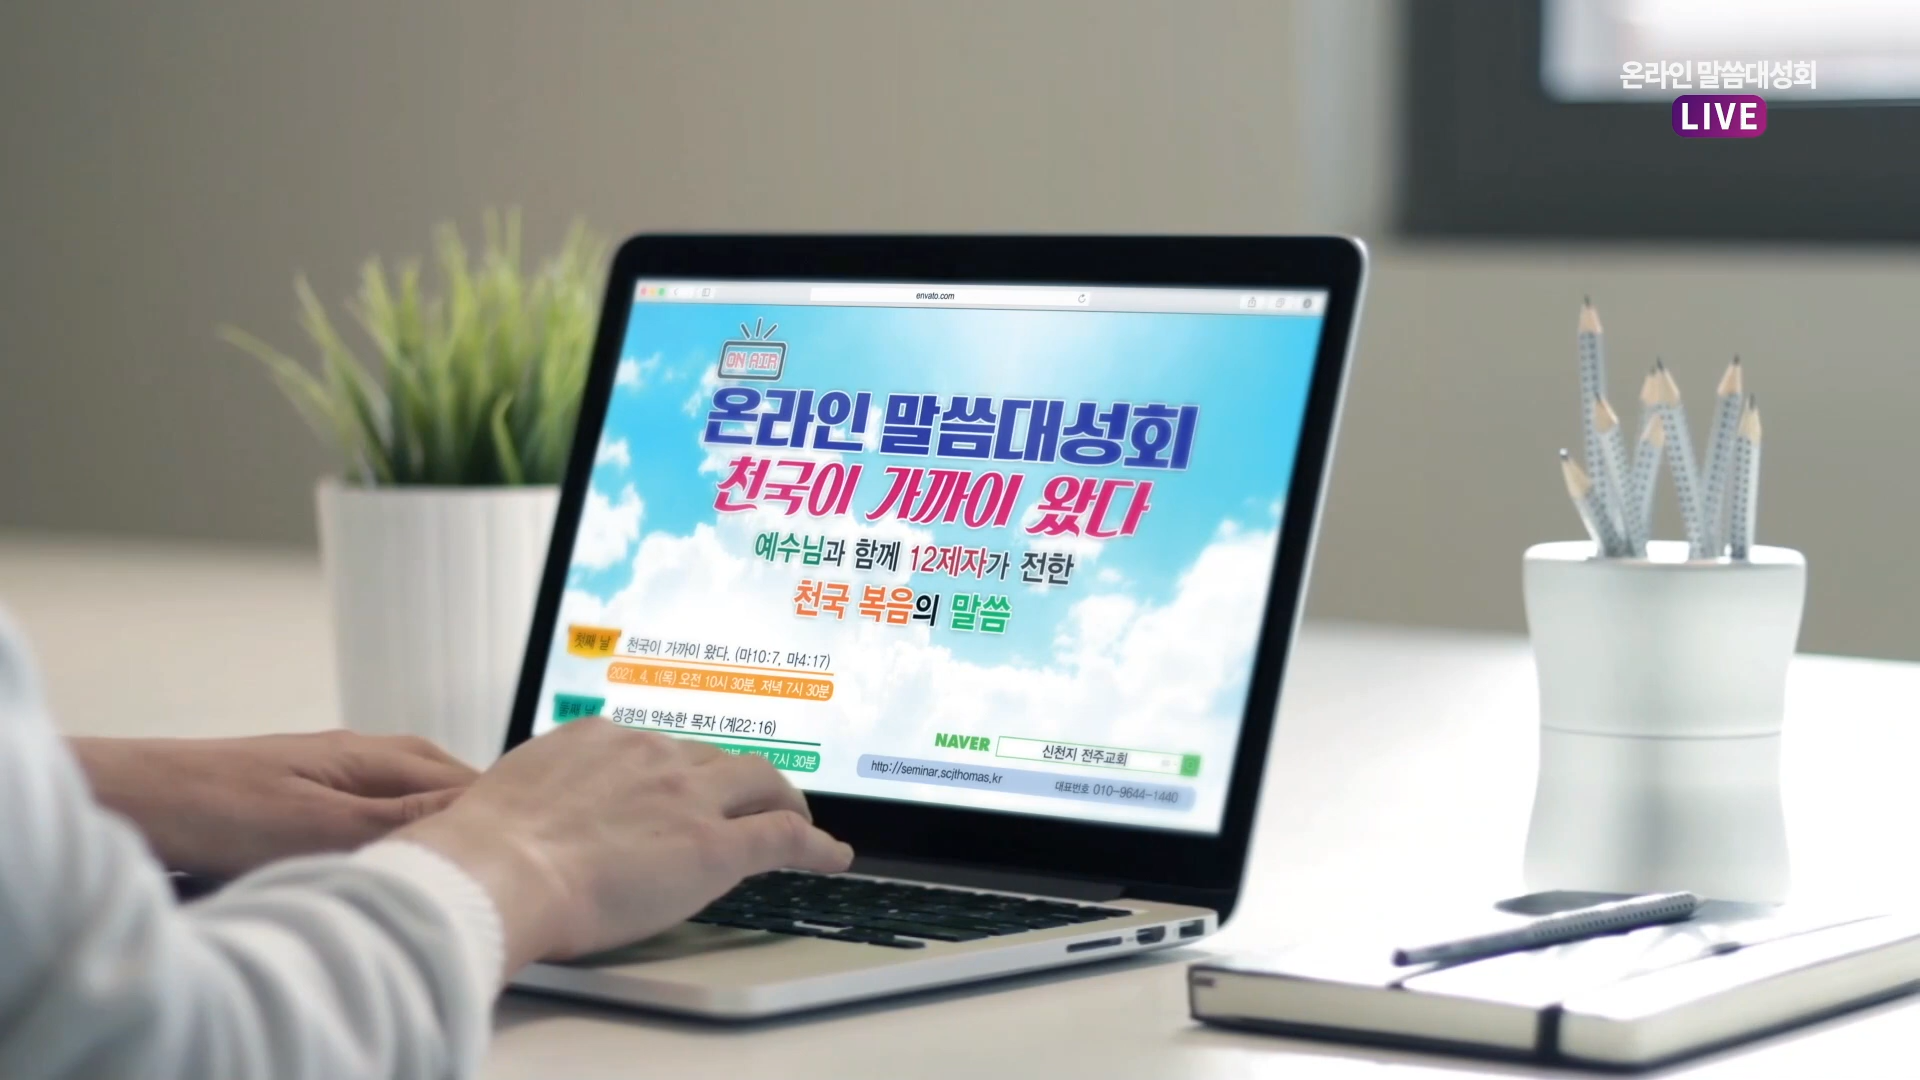 온라인 말씀대성회
LIVE
envato.com
ON AIR
온라인 말씀대성회
천국이 가까이 왔다
예수님과 함께 12제자가 전한
천국 복음의 말씀
첫째 날 천국이 가까이 왔다. (마10:7, 마4:17)
2021. 4. 1(목) 오전 10시 30분, 저녁 7시 30분
둘째 날 성경의 약속한 목자 (계22:16)
저녁 7시 30분
NAVER 신천지 전주교회
http://seminar.scjthomas.kr
대표번호 010-9644-1440